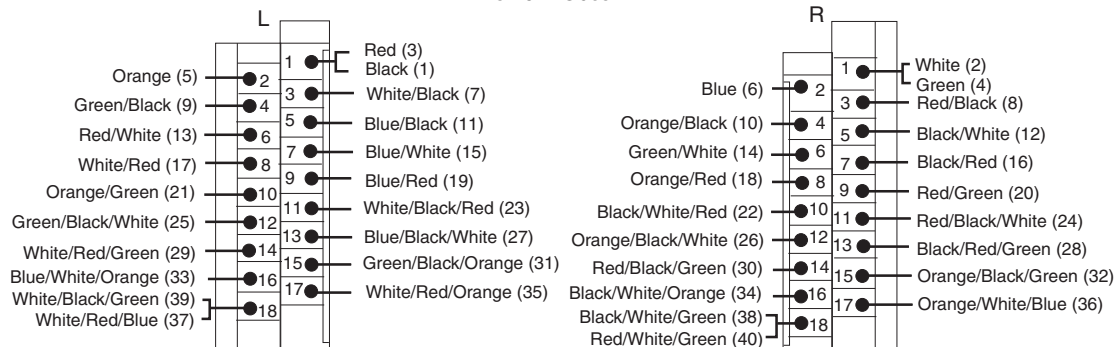 L
1
Red (3)
Black (1)
Orange (5)
2
3
White/Black (7)
Green/Black (9)
4
5
Blue/Black (11)
Red/White (13)
6
7
Blue/White (15)
White/Red (17)
8
9
Blue/Red (19)
Orange/Green (21)
10
11
White/Black/Red (23)
Green/Black/White (25)
12
13
Blue/Black/White (27)
White/Red/Green (29)
14
15
Green/Black/Orange (31)
Blue/White/Orange (33)
16
17
White/Red/Orange (35)
White/Black/Green (39)
White/Red/Blue (37)
18
R
1
White (2)
Green (4)
Blue (6)
2
3
Red/Black (8)
Orange/Black (10)
4
5
Black/White (12)
Green/White (14)
6
7
Black/Red (16)
Orange/Red (18)
8
9
Red/Green (20)
Black/White/Red (22)
10
11
Red/Black/White (24)
Orange/Black/White (26)
12
13
Black/Red/Green (28)
Red/Black/Green (30)
14
15
Orange/Black/Green (32)
Black/White/Orange (34)
16
17
Orange/White/Blue (36)
Black/White/Green (38)
Red/White/Green (40)
18